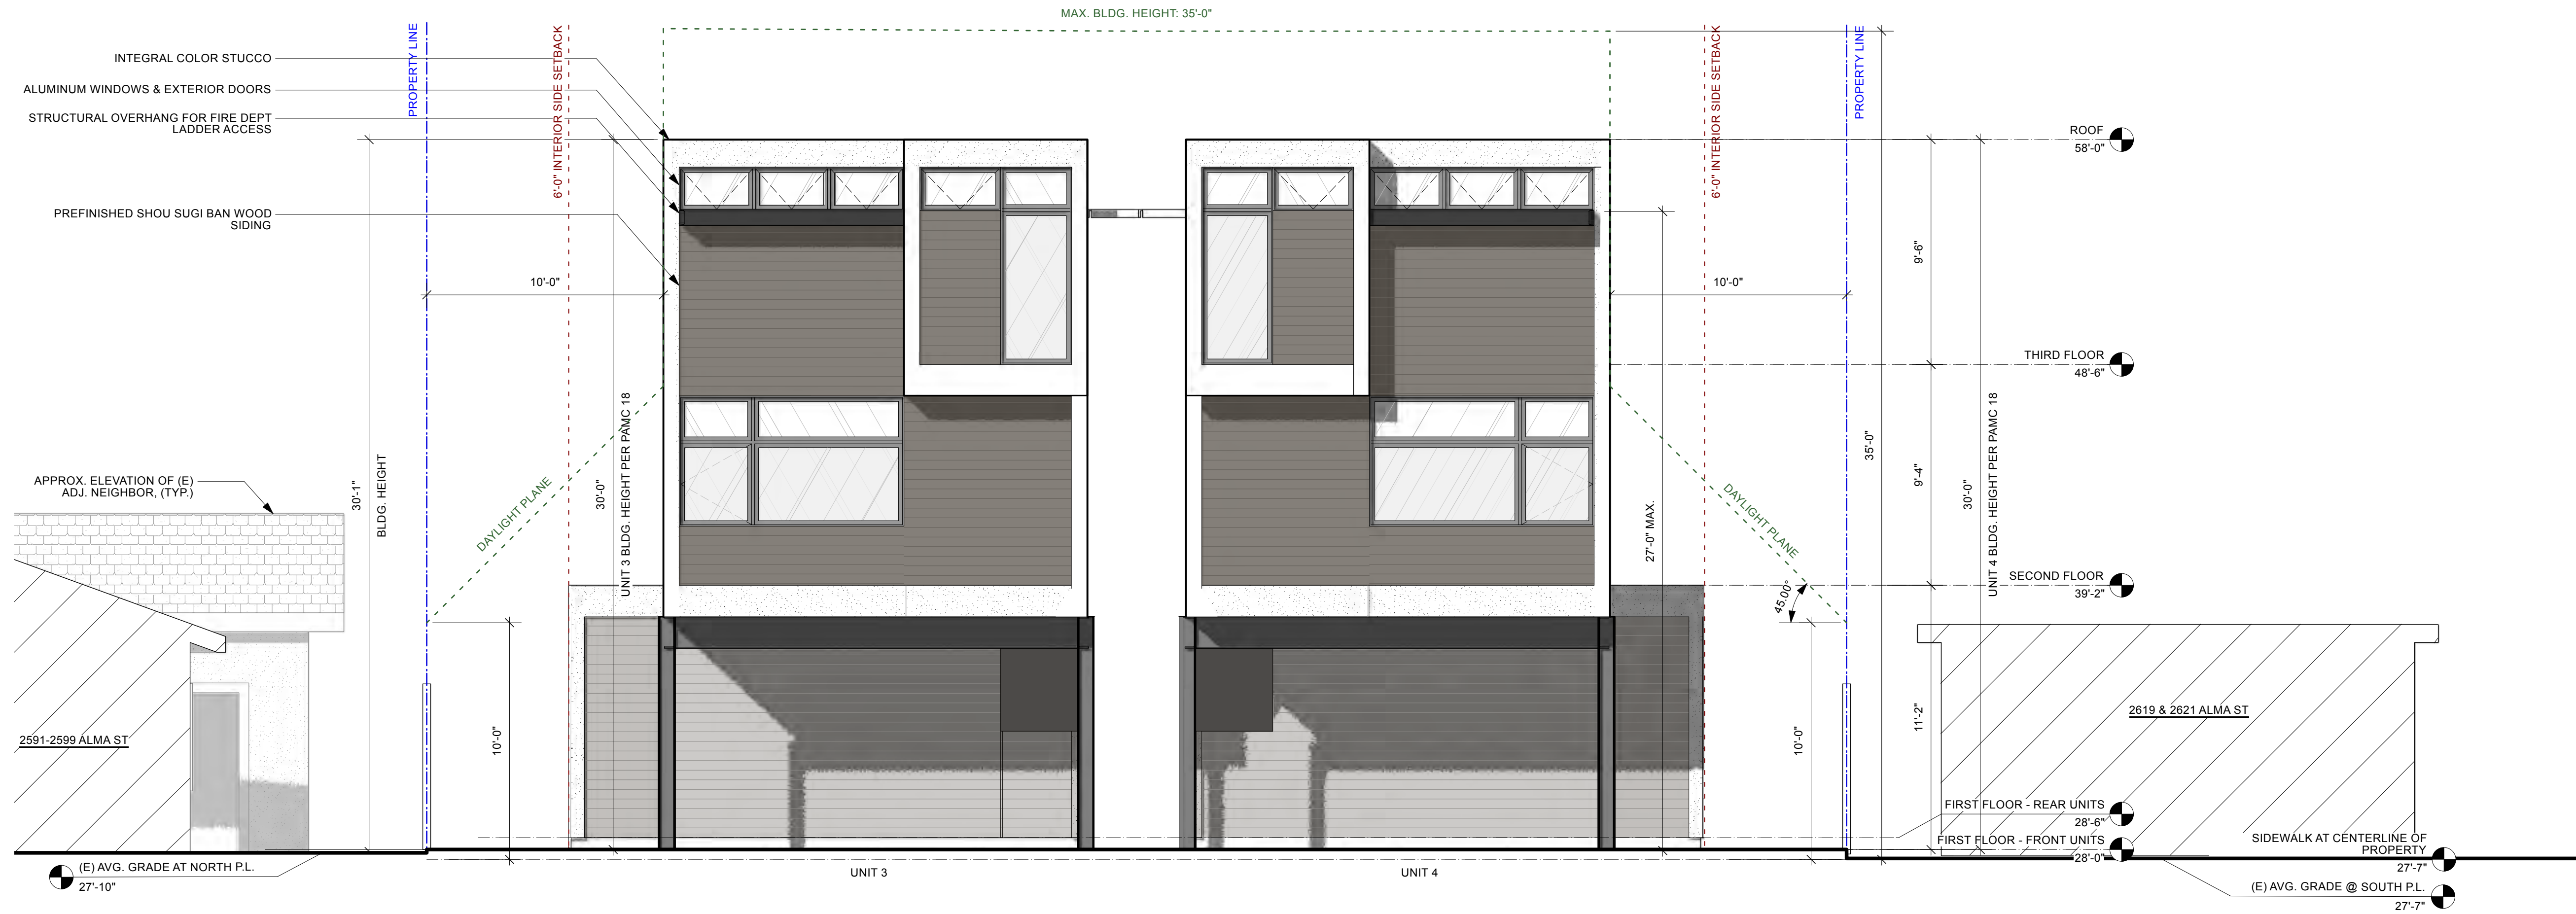 MAX. BLDG. HEIGHT: 35'-0"
PROPERTY LINE
6'-0" INTERIOR SIDE SETBACK
6'-0" INTERIOR SIDE SETBACK
PROPERTY LINE
INTEGRAL COLOR STUCCO
ALUMINUM WINDOWS & EXTERIOR DOORS
STRUCTURAL OVERHANG FOR FIRE DEPT
LADDER ACCESS
PREFINISHED SHOU SUGI BAN WOOD
SIDING
ROOF
58'-0"
9'-6"
10'-0"
10'-0"
THIRD FLOOR
48'-6"
APPROX. ELEVATION OF (E)
ADJ. NEIGHBOR, (TYP.)
30'-1"
BLDG. HEIGHT
DAYLIGHT PLANE
30'-0"
UNIT 3 BLDG. HEIGHT PER PAMC 18
27'-0" MAX.
DAYLIGHT PLANE
45.00°
35'-0"
9'-4"
30'-0"
UNIT 4 BLDG. HEIGHT PER PAMC 18
SECOND FLOOR
39'-2"
2591-2599 ALMA ST
10'-0"
10'-0"
11'-2"
2619 & 2621 ALMA ST
FIRST FLOOR - REAR UNITS
28'-6"
FIRST FLOOR - FRONT UNITS
28'-0"
SIDEWALK AT CENTERLINE OF
PROPERTY
27'-7"
(E) AVG. GRADE AT NORTH P.L.
27'-10"
UNIT 3
UNIT 4
(E) AVG. GRADE @ SOUTH P.L.
27'-7"